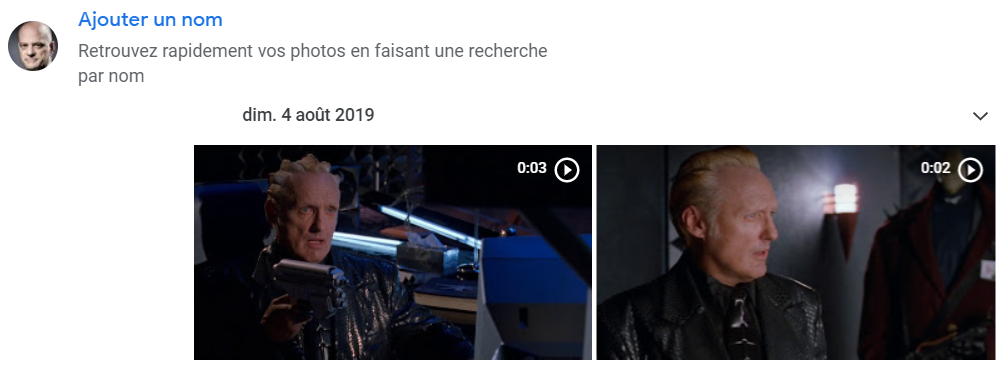 Ajouter un nom
Retrouvez rapidement vos photos en faisant une recherche
par nom
dim. 4 août 2019
0:03
0:02